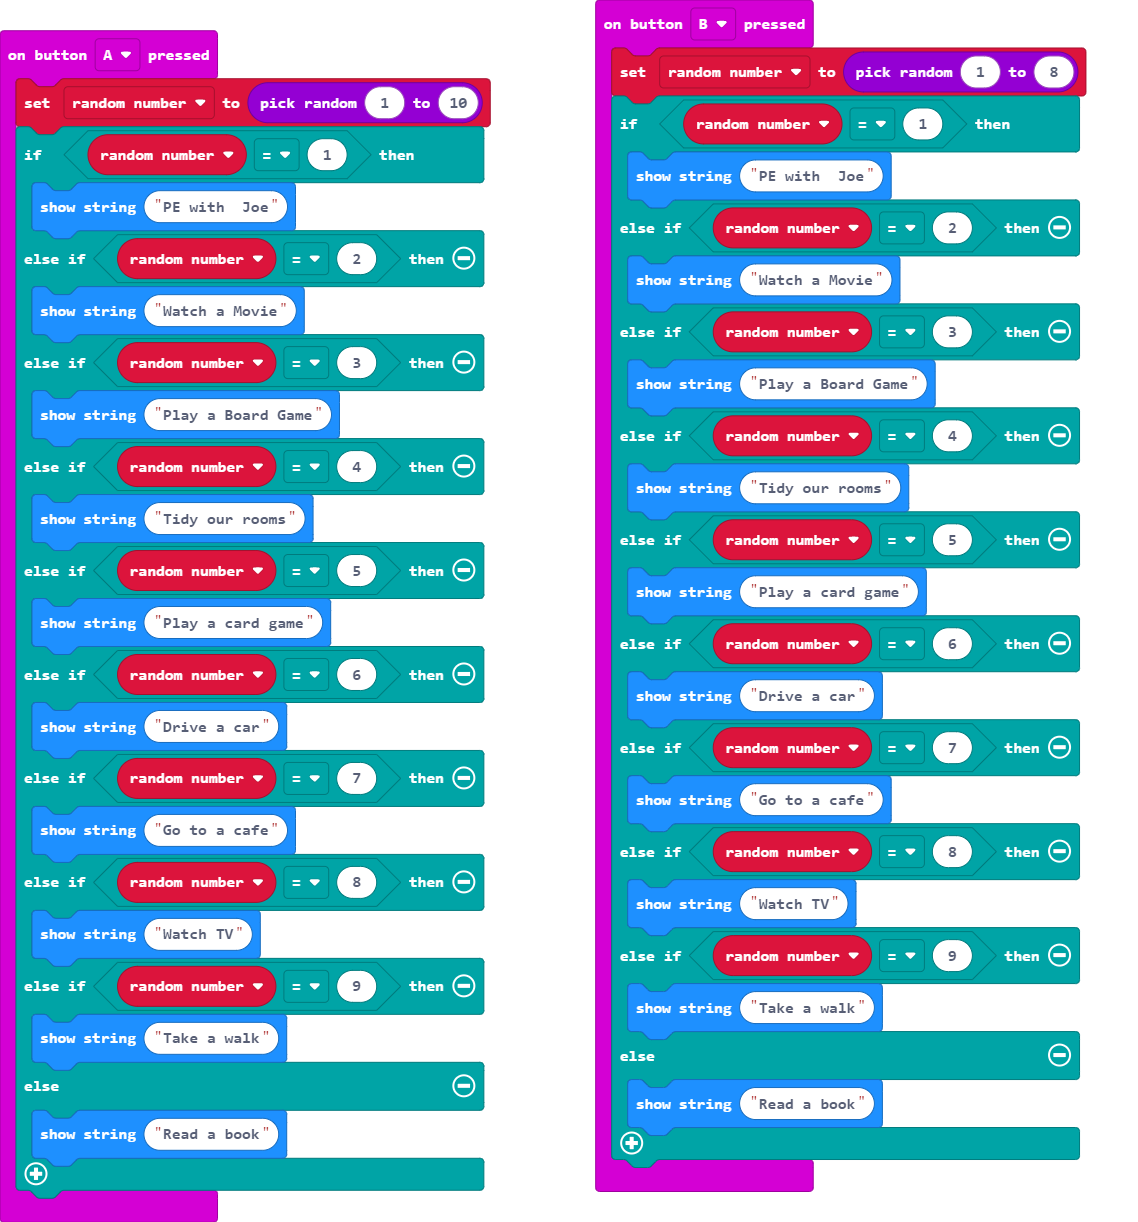 on button A pressed
set random number to pick random 1 to 10
if random number = 1 then
show string "PE with  Joe"
else if random number = 2 then
show string "Watch a Movie"
else if random number = 3 then
show string "Play a Board Game"
else if random number = 4 then
show string "Tidy our rooms"
else if random number = 5 then
show string "Play a card game"
else if random number = 6 then
show string "Drive a car"
else if random number = 7 then
show string "Go to a cafe"
else if random number = 8 then
show string "Watch TV"
else if random number = 9 then
show string "Take a walk"
else
show string "Read a book"
on button B pressed
set random number to pick random 1 to 8
if random number = 1 then
show string "PE with  Joe"
else if random number = 2 then
show string "Watch a Movie"
else if random number = 3 then
show string "Play a Board Game"
else if random number = 4 then
show string "Tidy our rooms"
else if random number = 5 then
show string "Play a card game"
else if random number = 6 then
show string "Drive a car"
else if random number = 7 then
show string "Go to a cafe"
else if random number = 8 then
show string "Watch TV"
else if random number = 9 then
show string "Take a walk"
else
show string "Read a book"